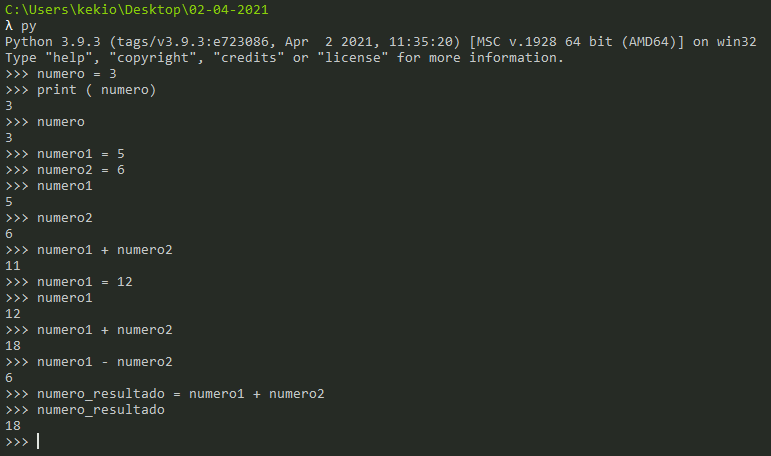 C:\Users\kekio\Desktop\02-04-2021
λ py
Python 3.9.3 (tags/v3.9.3:e723086, Apr  2 2021, 11:35:20) [MSC v.1928 64 bit (AMD64)] on win32
Type "help", "copyright", "credits" or "license" for more information.
>>> numero = 3
>>> print ( numero)
3
>>> numero
3
>>> numero1 = 5
>>> numero2 = 6
>>> numero1
5
>>> numero2
6
>>> numero1 + numero2
11
>>> numero1 = 12
>>> numero1
12
>>> numero1 + numero2
18
>>> numero1 - numero2
6
>>> numero_resultado = numero1 + numero2
>>> numero_resultado
18
>>>